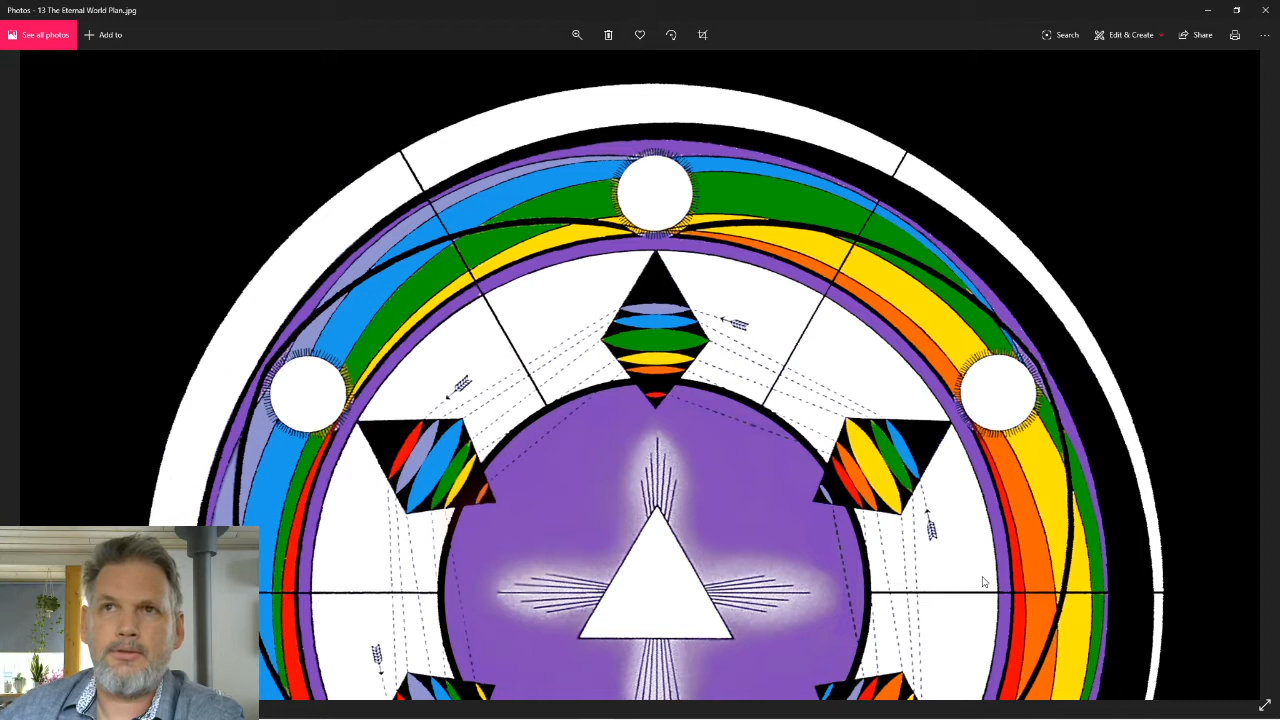 Photos - 13 The Eternal World Plan..jpg
See all photos
Add to
Search
Edit & Create
Share